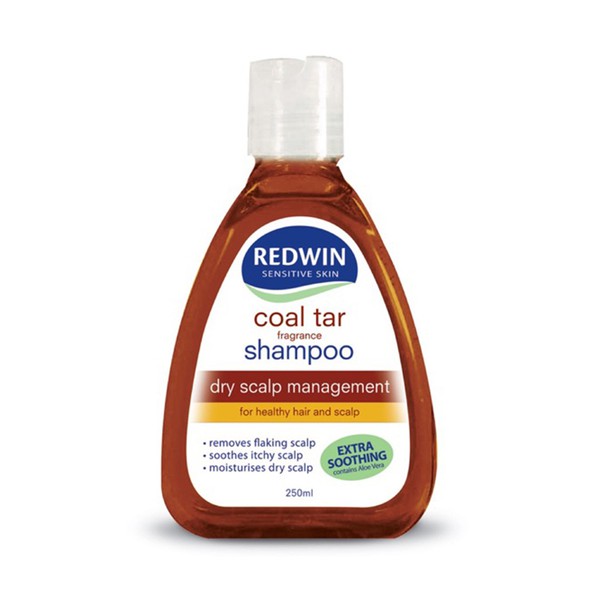 REDWIN
SENSITIVE SKIN
coal tar
fragrance
shampoo
dry scalp management
for healthy hair and scalp
• removes flaking scalp
• soothes itchy scalp
• moisturises dry scalp
EXTRA
SOOTHING
contains Aloe Vera
250ml